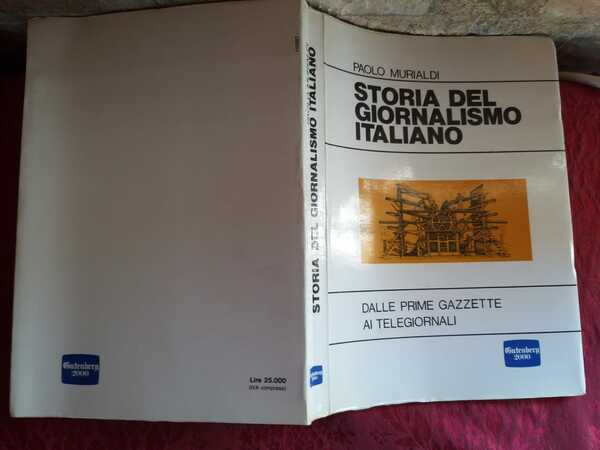 PAOLO MURIALDI
STORIA DEL
GIORNALISMO
ITALIANO
DALLE PRIME GAZZETTE
AI TELEGIORNALI
Gutenberg
2000
STORIA DEL GIORNALISMO ITALIANO
Gutenberg
2000
Lire 25.000
(IVA compresa)